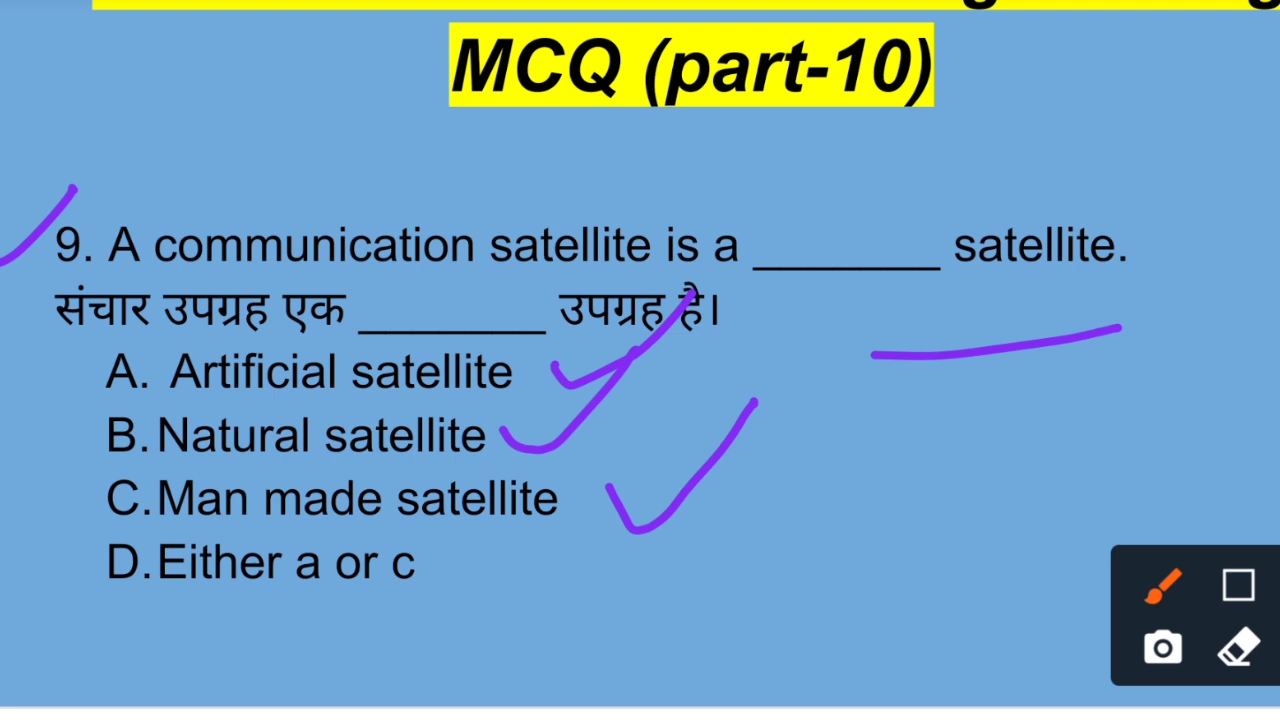 MCQ (part-10)
9. A communication satellite is a _______ satellite.
संचार उपग्रह एक _______ उपग्रह है।
A. Artificial satellite
B. Natural satellite
C. Man made satellite
D. Either a or c